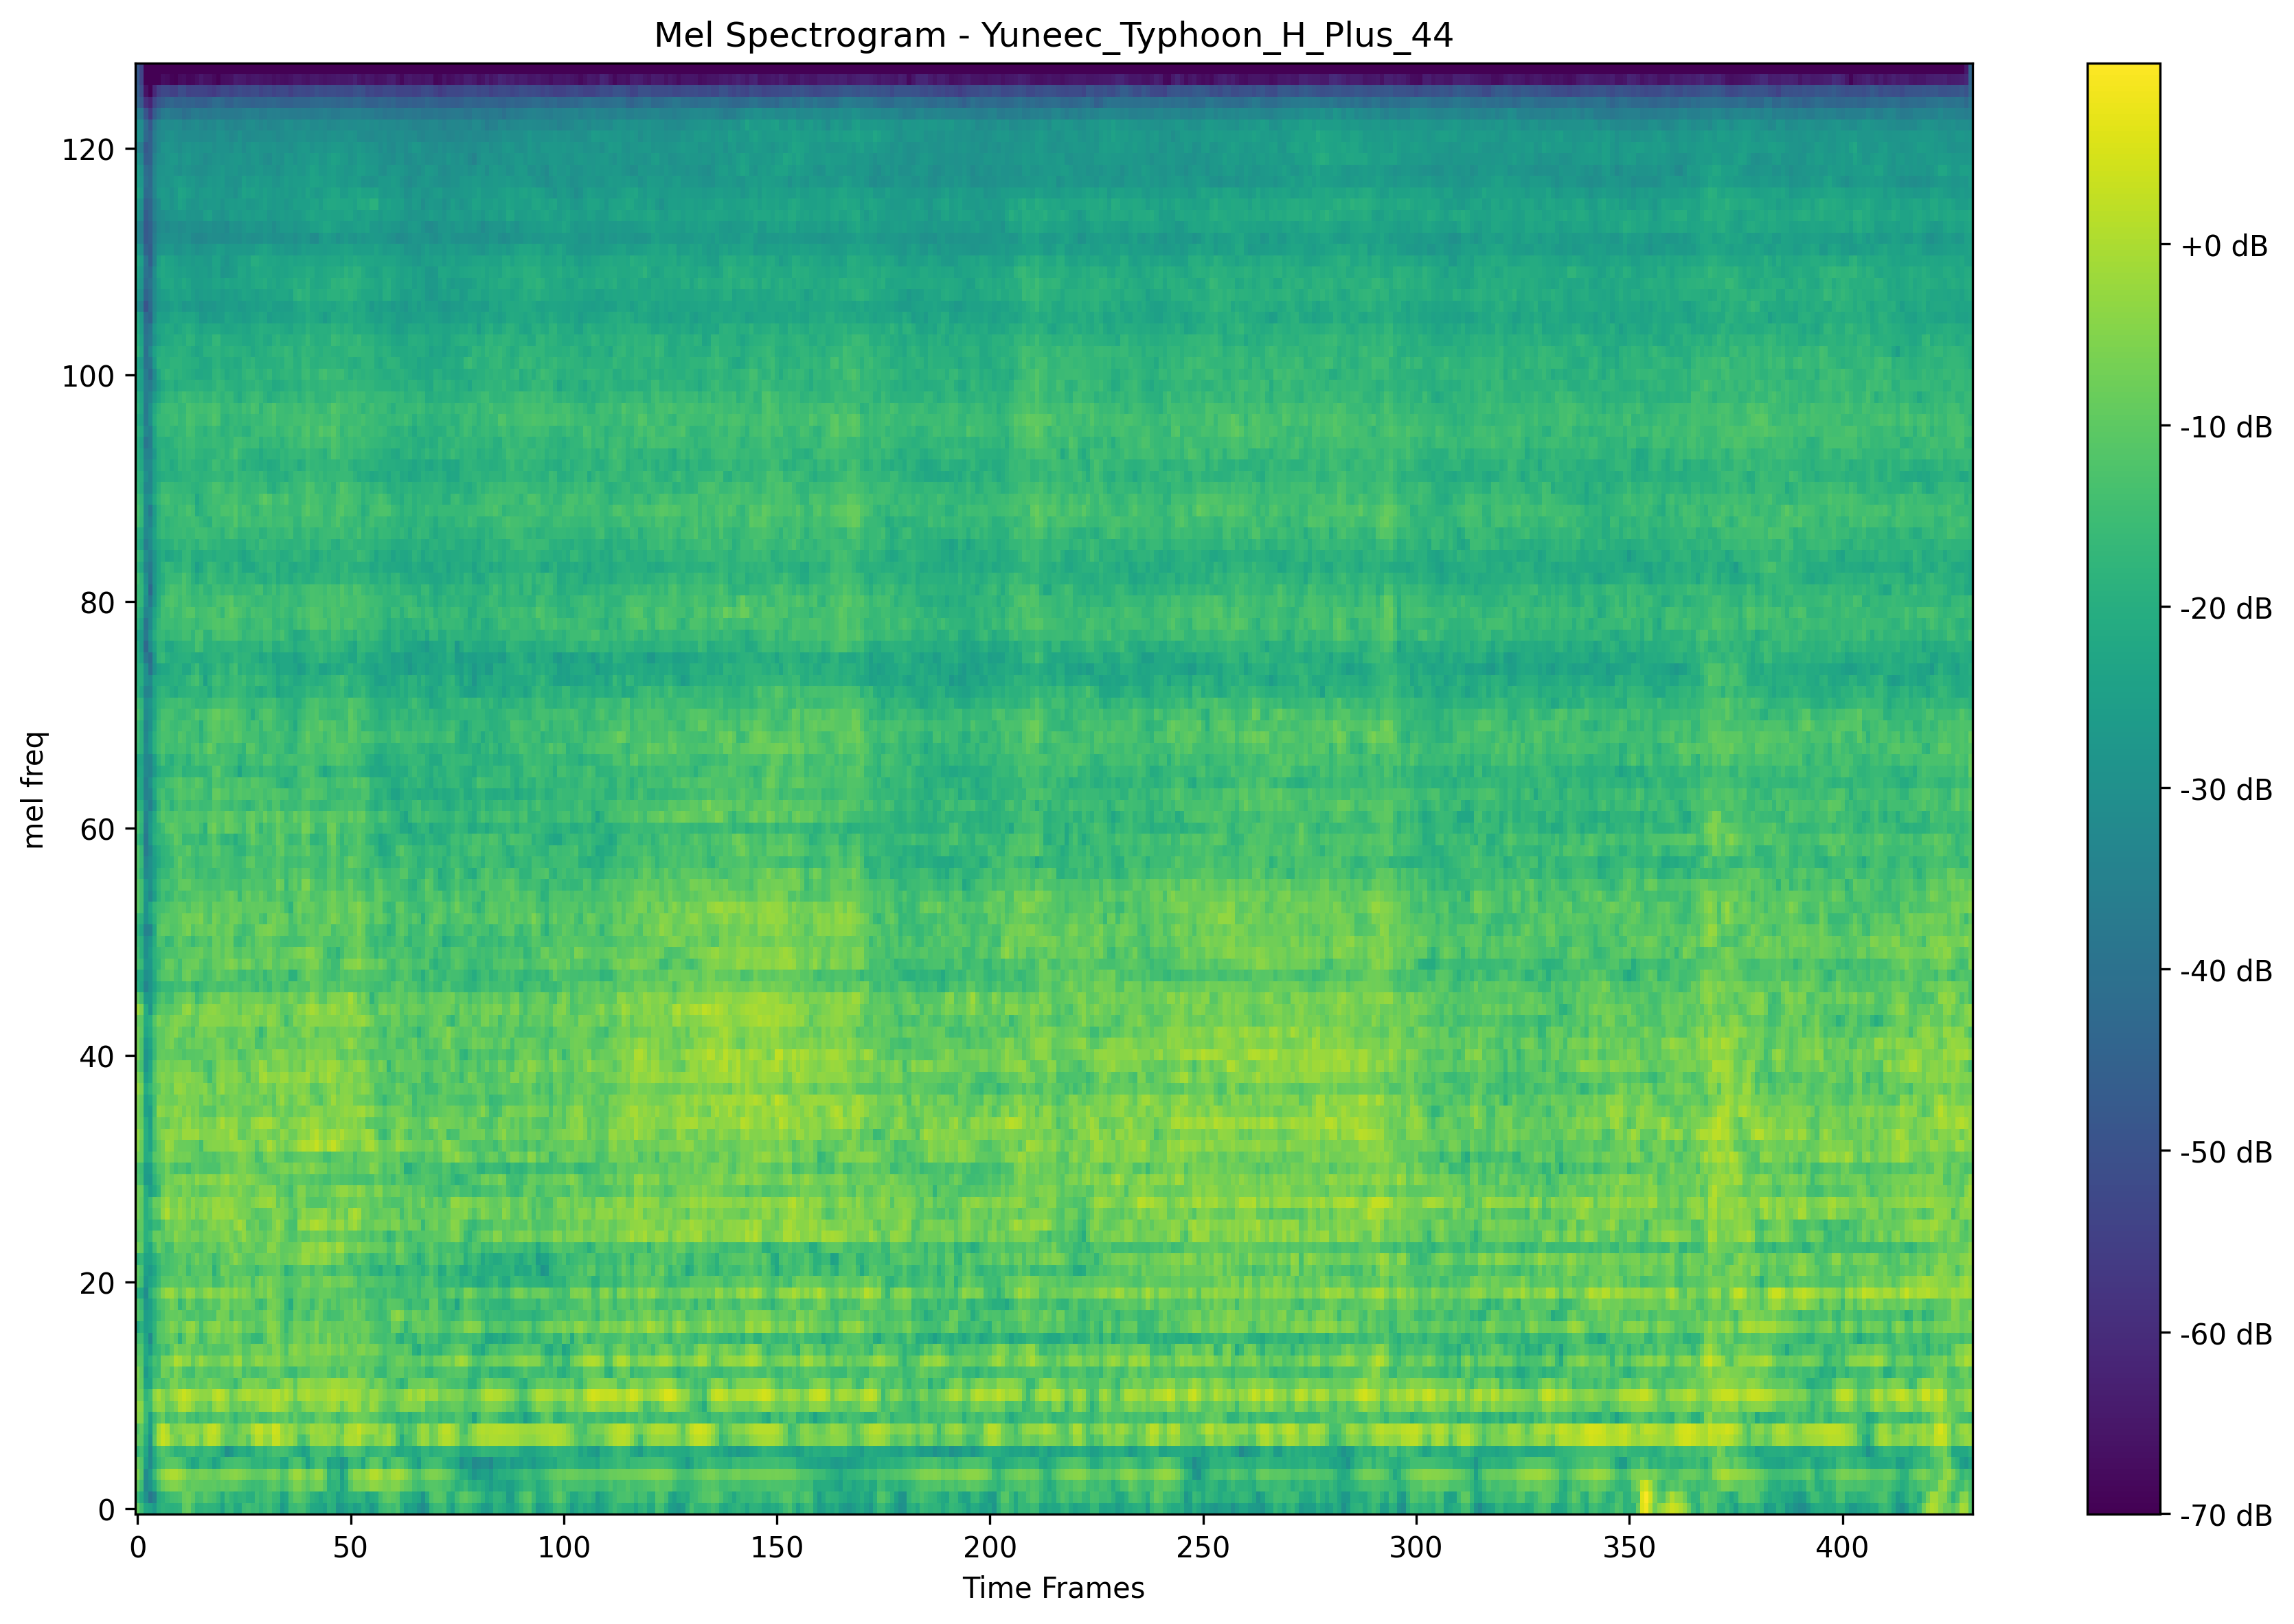 Mel Spectrogram - Yuneec_Typhoon_H_Plus_44
mel freq
120
100
80
60
40
20
0
0 50 100 150 200 250 300 350 400
Time Frames
+0 dB
-10 dB
-20 dB
-30 dB
-40 dB
-50 dB
-60 dB
-70 dB